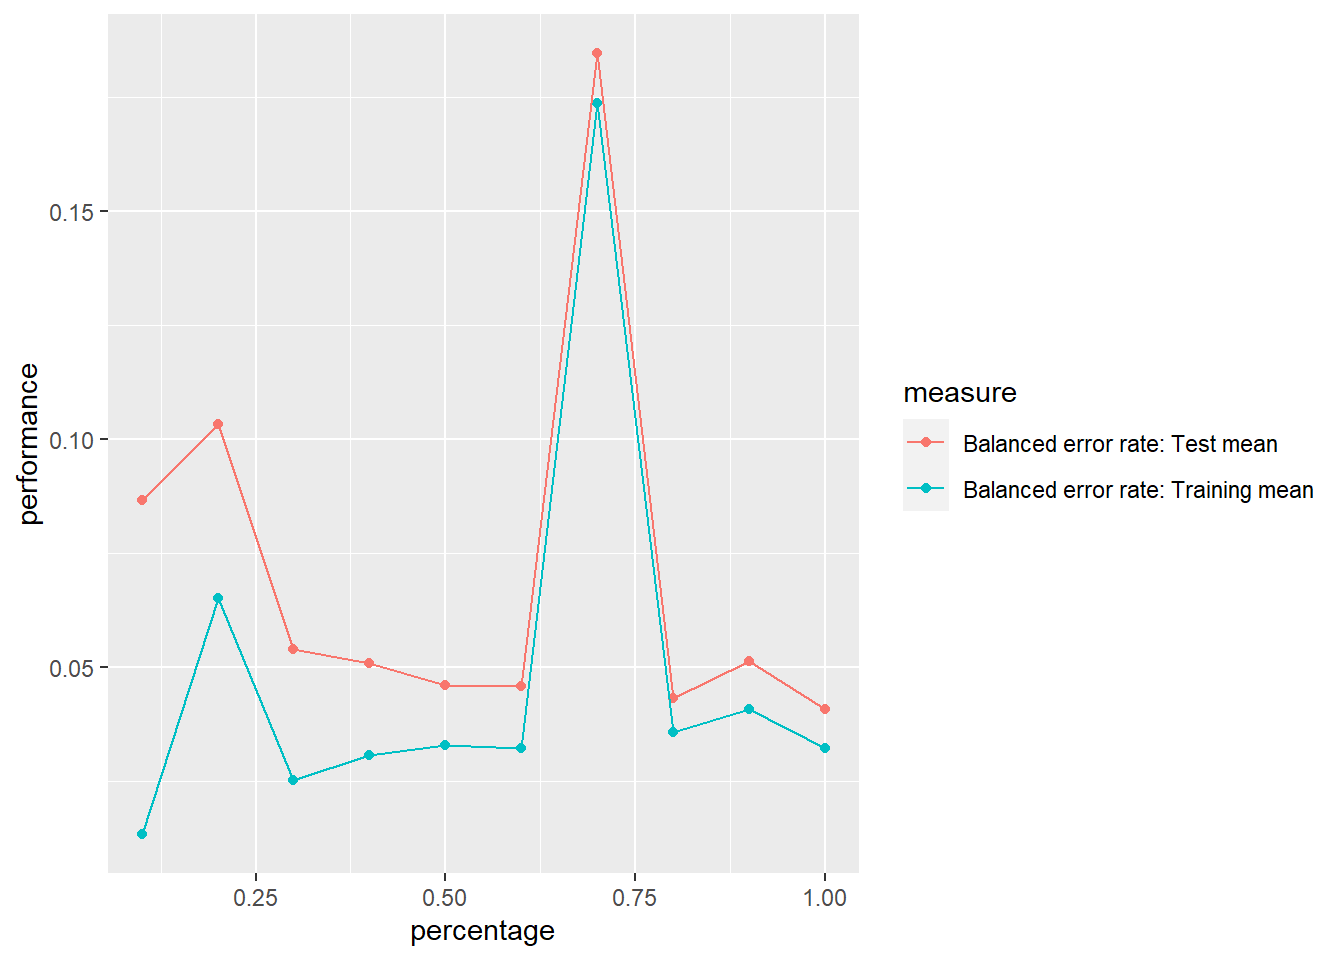 performance
0.15
0.10
0.05
0.25 0.50 0.75 1.00
percentage
measure
Balanced error rate: Test mean
Balanced error rate: Training mean